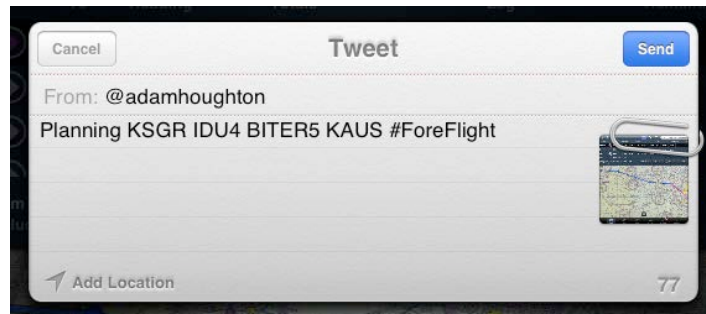 Cancel
Tweet
Send
From: @adamhoughton
Planning KSGR IDU4 BITER5 KAUS #ForeFlight
Add Location
77